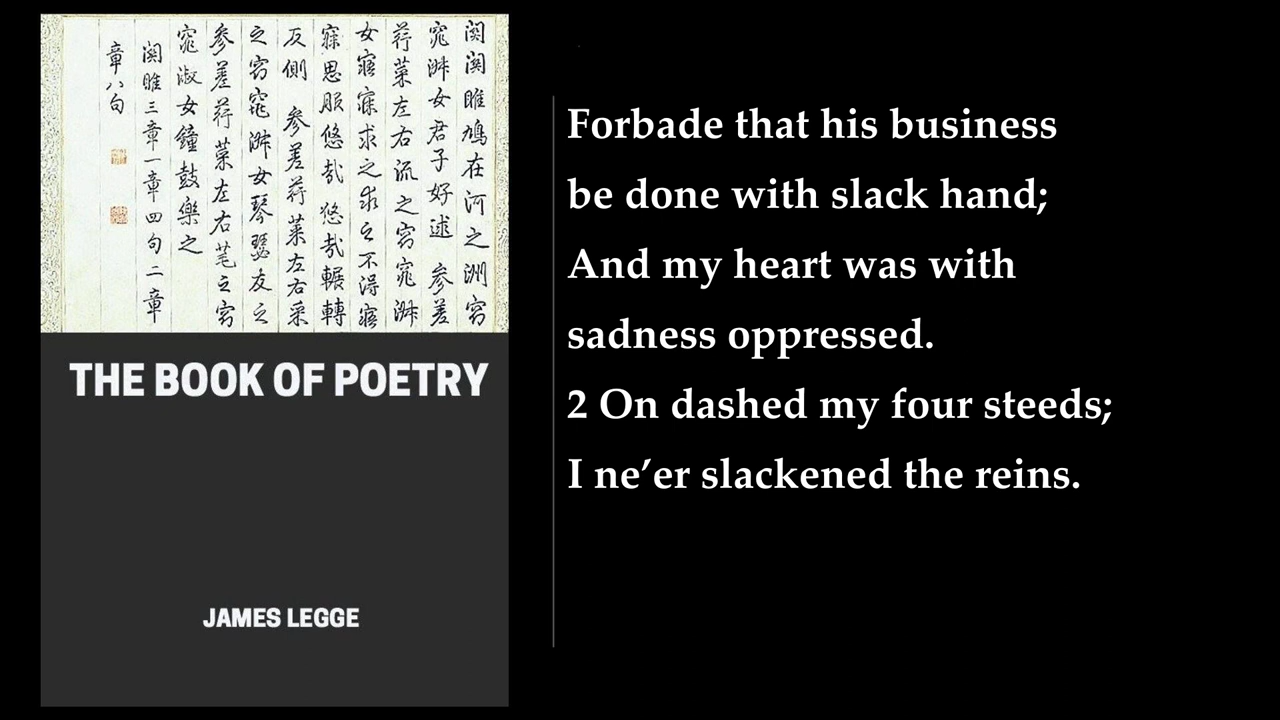 關關雎鳩在河之洲窈
窕淑女君子好逑 參差
荇菜左右流之窈窕淑
女寤寐求之求之不得寤
寐思服悠哉悠哉輾轉
反側 參差荇菜左右采
之窈窕淑女琴瑟友之
參差荇菜左右芼之窈
窕淑女鐘鼓樂之
關雎三章一章四句二章
章八句
THE BOOK OF POETRY
JAMES LEGGE
Forbade that his business
be done with slack hand;
And my heart was with
sadness oppressed.
2 On dashed my four steeds;
I ne’er slackened the reins.